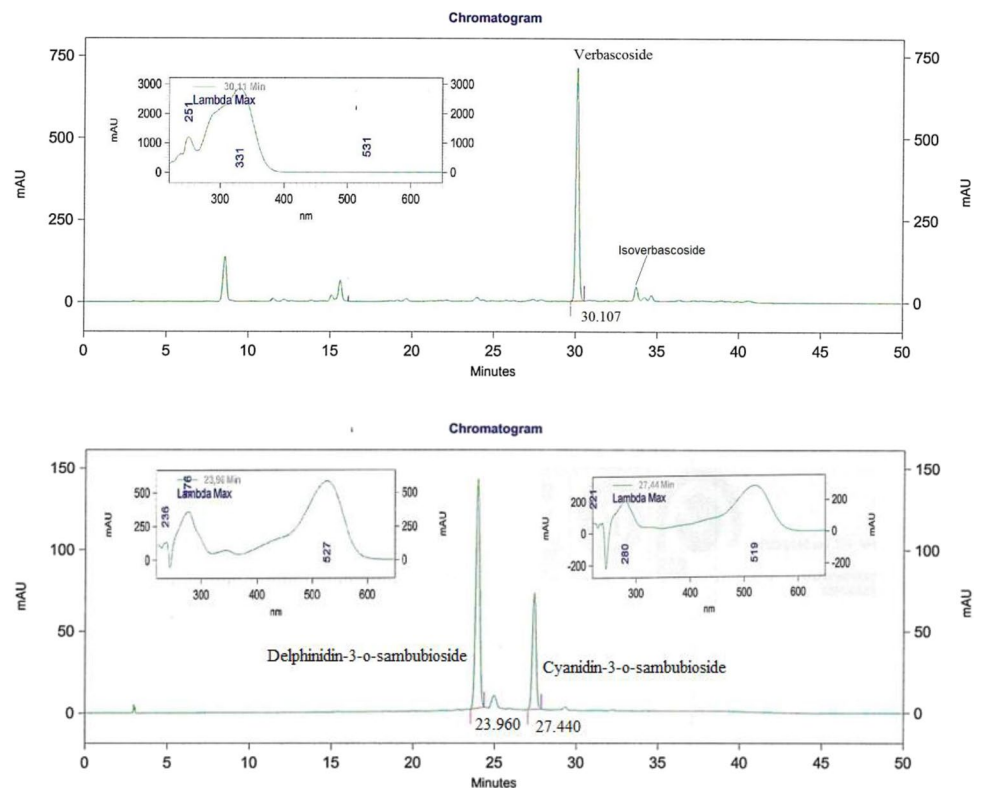 Chromatogram
Verbascoside
750 750
30,11 Min
Lambda Max
3000 3000
2000 2000
1000 1000
0 0
251
331
531
mAU mAU
300 400 500 600
nm
500 500
mAU mAU
250 250
Isoverbascoside
0 0
30.107
0 5 10 15 20 25 30 35 40 45 50
Minutes
Chromatogram
150 150
23,96 Min
Lambda Max
500 500
250 250
0 0
236
527
mAU mAU
300 400 500 600
nm
27,44 Min
Lambda Max
200 200
0 0
-200 -200
221
280
519
mAU mAU
300 400 500 600
nm
100 100
mAU mAU
50 50
Delphinidin-3-o-sambubioside
Cyanidin-3-o-sambubioside
0 0
23.960 27.440
0 5 10 15 20 25 30 35 40 45 50
Minutes